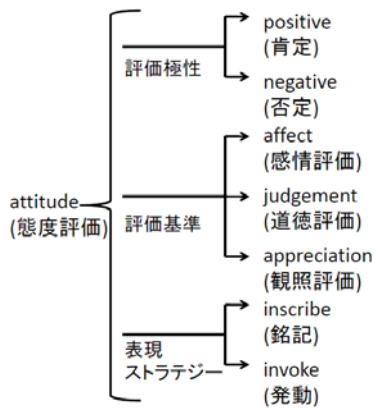 attitude
(態度評価)
評価極性
positive
(肯定)
negative
(否定)
評価基準
affect
(感情評価)
judgement
(道徳評価)
appreciation
(観照評価)
表現
ストラテジー
inscribe
(銘記)
invoke
(発動)